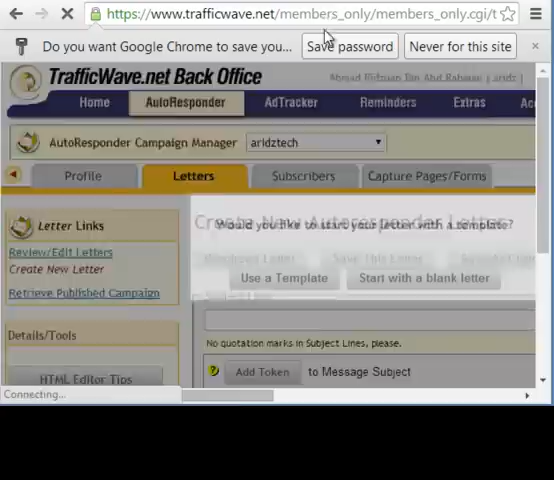 https://www.trafficwave.net/members_only/members_only.cgi/t
Do you want Google Chrome to save you... Save password Never for this site
TrafficWave.net Back Office
Home AutoResponder AdTracker Reminders Extras
AutoResponder Campaign Manager aridztech
Profile Letters Subscribers Capture Pages/Forms
Letter Links
Review/Edit Letters
Create New Letter
Retrieve Published Campaign
Details/Tools
HTML Editor Tips
Create New Autoresponder Letter
Would you like to start your letter with a template?
Use a Template Start with a blank letter
No quotation marks in Subject Lines, please.
Add Token to Message Subject
Connecting...